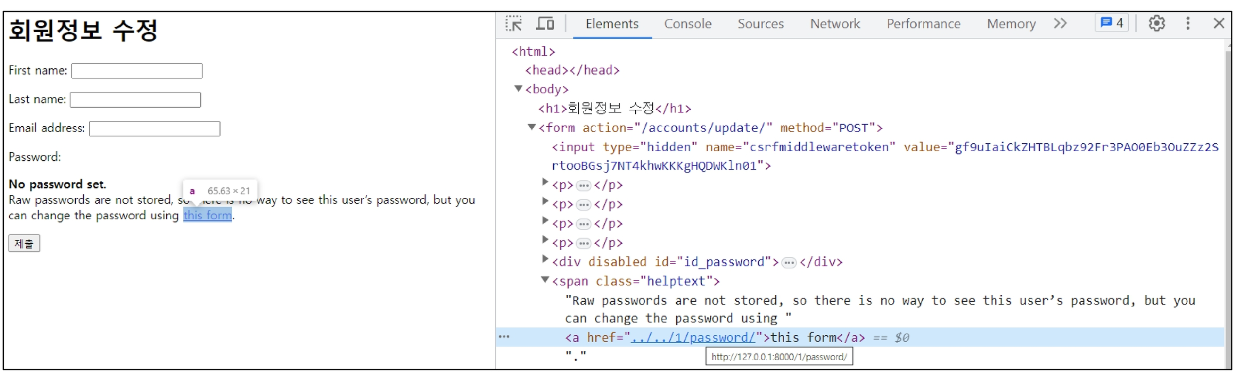 회원정보 수정
First name:
Last name:
Email address:
Password:
No password set.
a 65.63 × 21
Raw passwords are not stored, so there is no way to see this user's password, but you
can change the password using this form.
제출
Elements Console Sources Network Performance Memory 4
<html>
<head></head>
<body>
<h1>회원정보 수정</h1>
<form action="/accounts/update/" method="POST">
<input type="hidden" name="csrfmiddlewaretoken" value="gf9uIaiCkZHTBLqbz92Fr3PAO0Eb3OuZZz2S
rtooBGsj7NT4khwKKKgHQDWKln01">
<p>…</p>
<p>…</p>
<p>…</p>
<p>…</p>
<div disabled id="id_password">…</div>
<span class="helptext">
"Raw passwords are not stored, so there is no way to see this user’s password, but you
can change the password using "
… <a href="../../1/password/">this form</a> == $0
"."
http://127.0.0.1:8000/1/password/